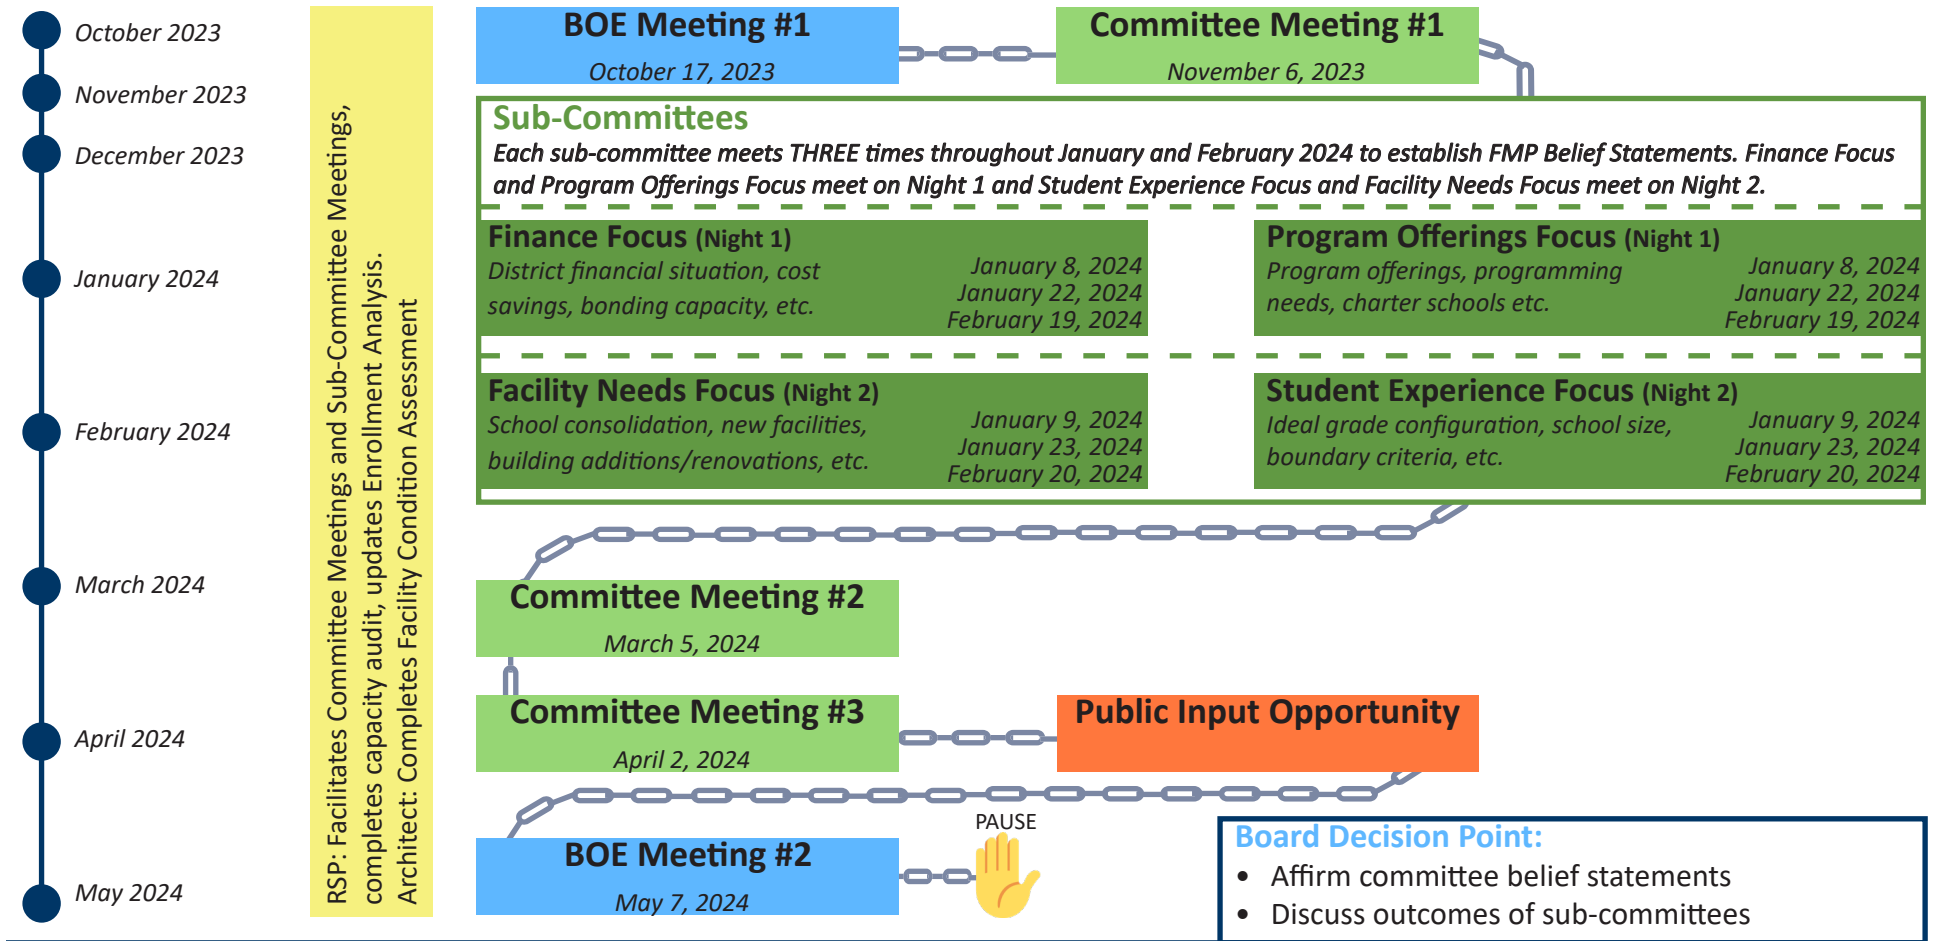 October 2023
November 2023
December 2023
January 2024
February 2024
March 2024
April 2024
May 2024
RSP: Facilitates Committee Meetings and Sub-Committee Meetings,
completes capacity audit, updates Enrollment Analysis.
Architect: Completes Facility Condition Assessment
BOE Meeting #1
October 17, 2023
Committee Meeting #1
November 6, 2023
Sub-Committees
Each sub-committee meets THREE times throughout January and February 2024 to establish FMP Belief Statements. Finance Focus
and Program Offerings Focus meet on Night 1 and Student Experience Focus and Facility Needs Focus meet on Night 2.
Finance Focus (Night 1)
District financial situation, cost
savings, bonding capacity, etc.
January 8, 2024
January 22, 2024
February 19, 2024
Program Offerings Focus (Night 1)
Program offerings, programming
needs, charter schools etc.
January 8, 2024
January 22, 2024
February 19, 2024
Facility Needs Focus (Night 2)
School consolidation, new facilities,
building additions/renovations, etc.
January 9, 2024
January 23, 2024
February 20, 2024
Student Experience Focus (Night 2)
Ideal grade configuration, school size,
boundary criteria, etc.
January 9, 2024
January 23, 2024
February 20, 2024
Committee Meeting #2
March 5, 2024
Committee Meeting #3
April 2, 2024
Public Input Opportunity
BOE Meeting #2
May 7, 2024
PAUSE
Board Decision Point:
• Affirm committee belief statements
• Discuss outcomes of sub-committees